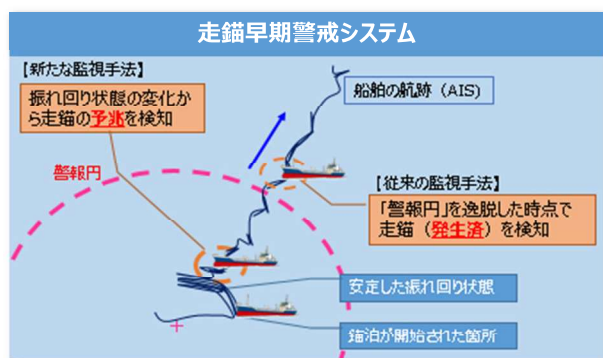 走錨早期警戒システム
【新たな監視手法】
振れ回り状態の変化か
ら走錨の予兆を検知
船舶の航跡（AIS）
警報円
【従来の監視手法】
「警報円」を逸脱した時点で
走錨（発生済）を検知
安定した振れ回り状態
錨泊が開始された箇所